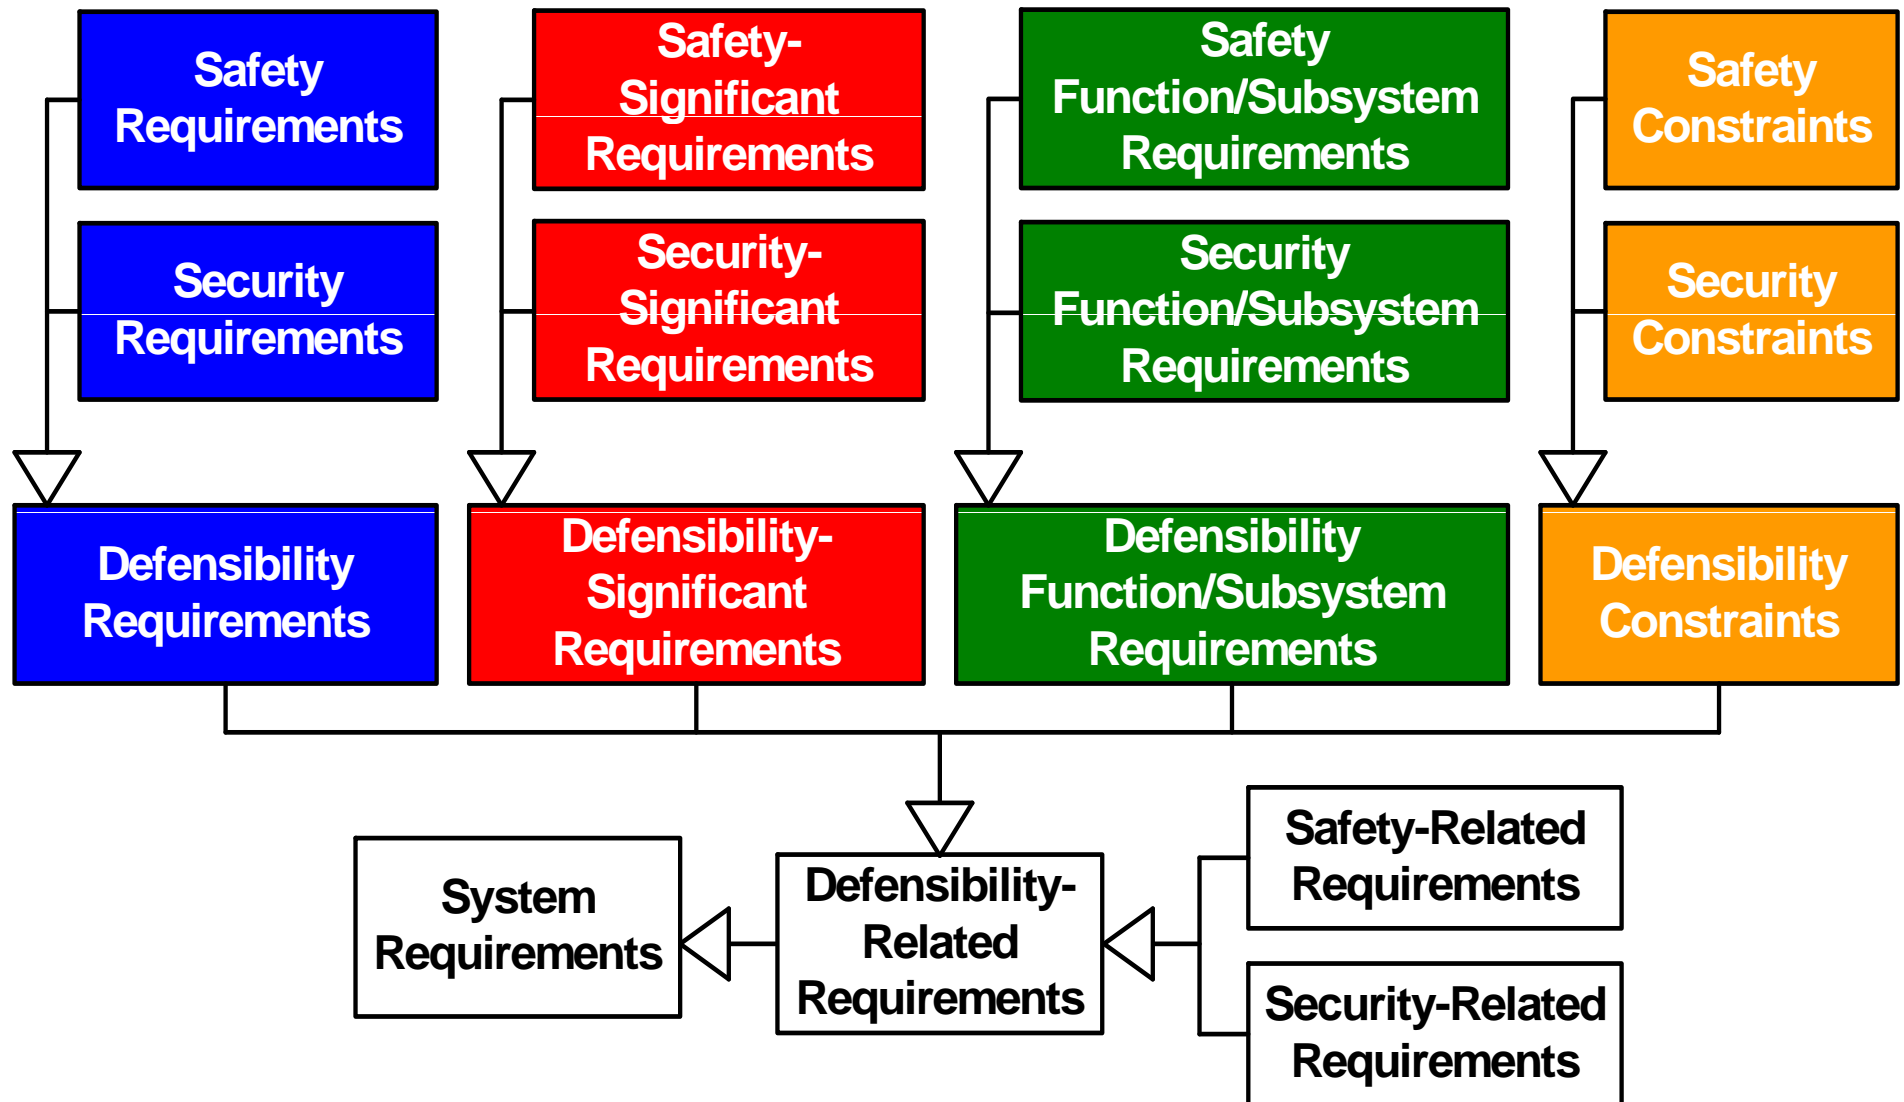 Safety
Requirements
Safety-
Significant
Requirements
Safety
Function/Subsystem
Requirements
Safety
Constraints
Security
Requirements
Security-
Significant
Requirements
Security
Function/Subsystem
Requirements
Security
Constraints
Defensibility
Requirements
Defensibility-
Significant
Requirements
Defensibility
Function/Subsystem
Requirements
Defensibility
Constraints
System
Requirements
Defensibility-
Related
Requirements
Safety-Related
Requirements
Security-Related
Requirements